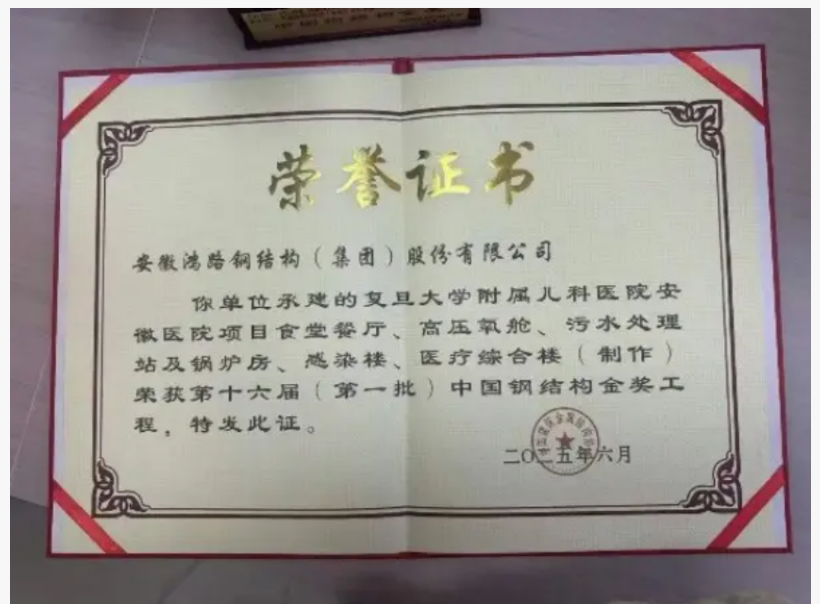 荣誉证书
安徽鸿路钢结构（集团）股份有限公司
你单位承建的复旦大学附属儿科医院安
徽医院项目食堂餐厅、高压氧舱、污水处理
站及锅炉房、感染楼、医疗综合楼（制作）
荣获第十六届（第一批）中国钢结构金奖工
程，特发此证。
二〇二五年六月